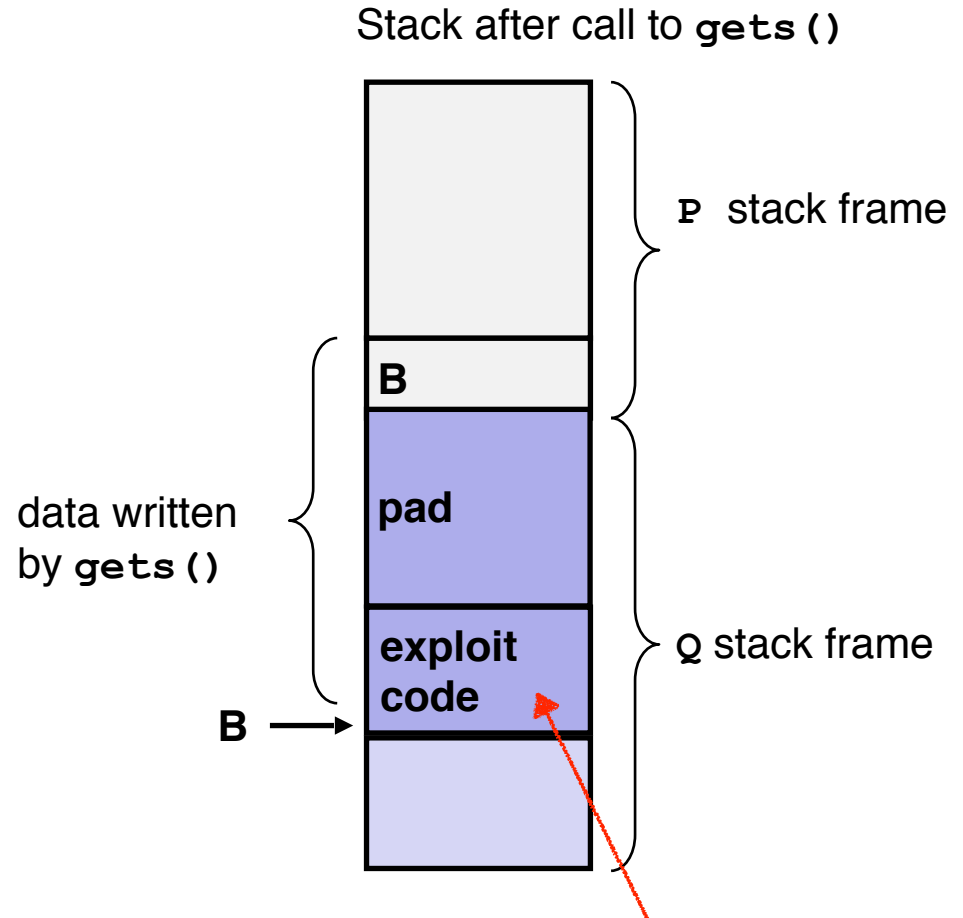 Stack after call to gets()
P stack frame
B
pad
data written
by gets()
exploit
code
Q stack frame
B